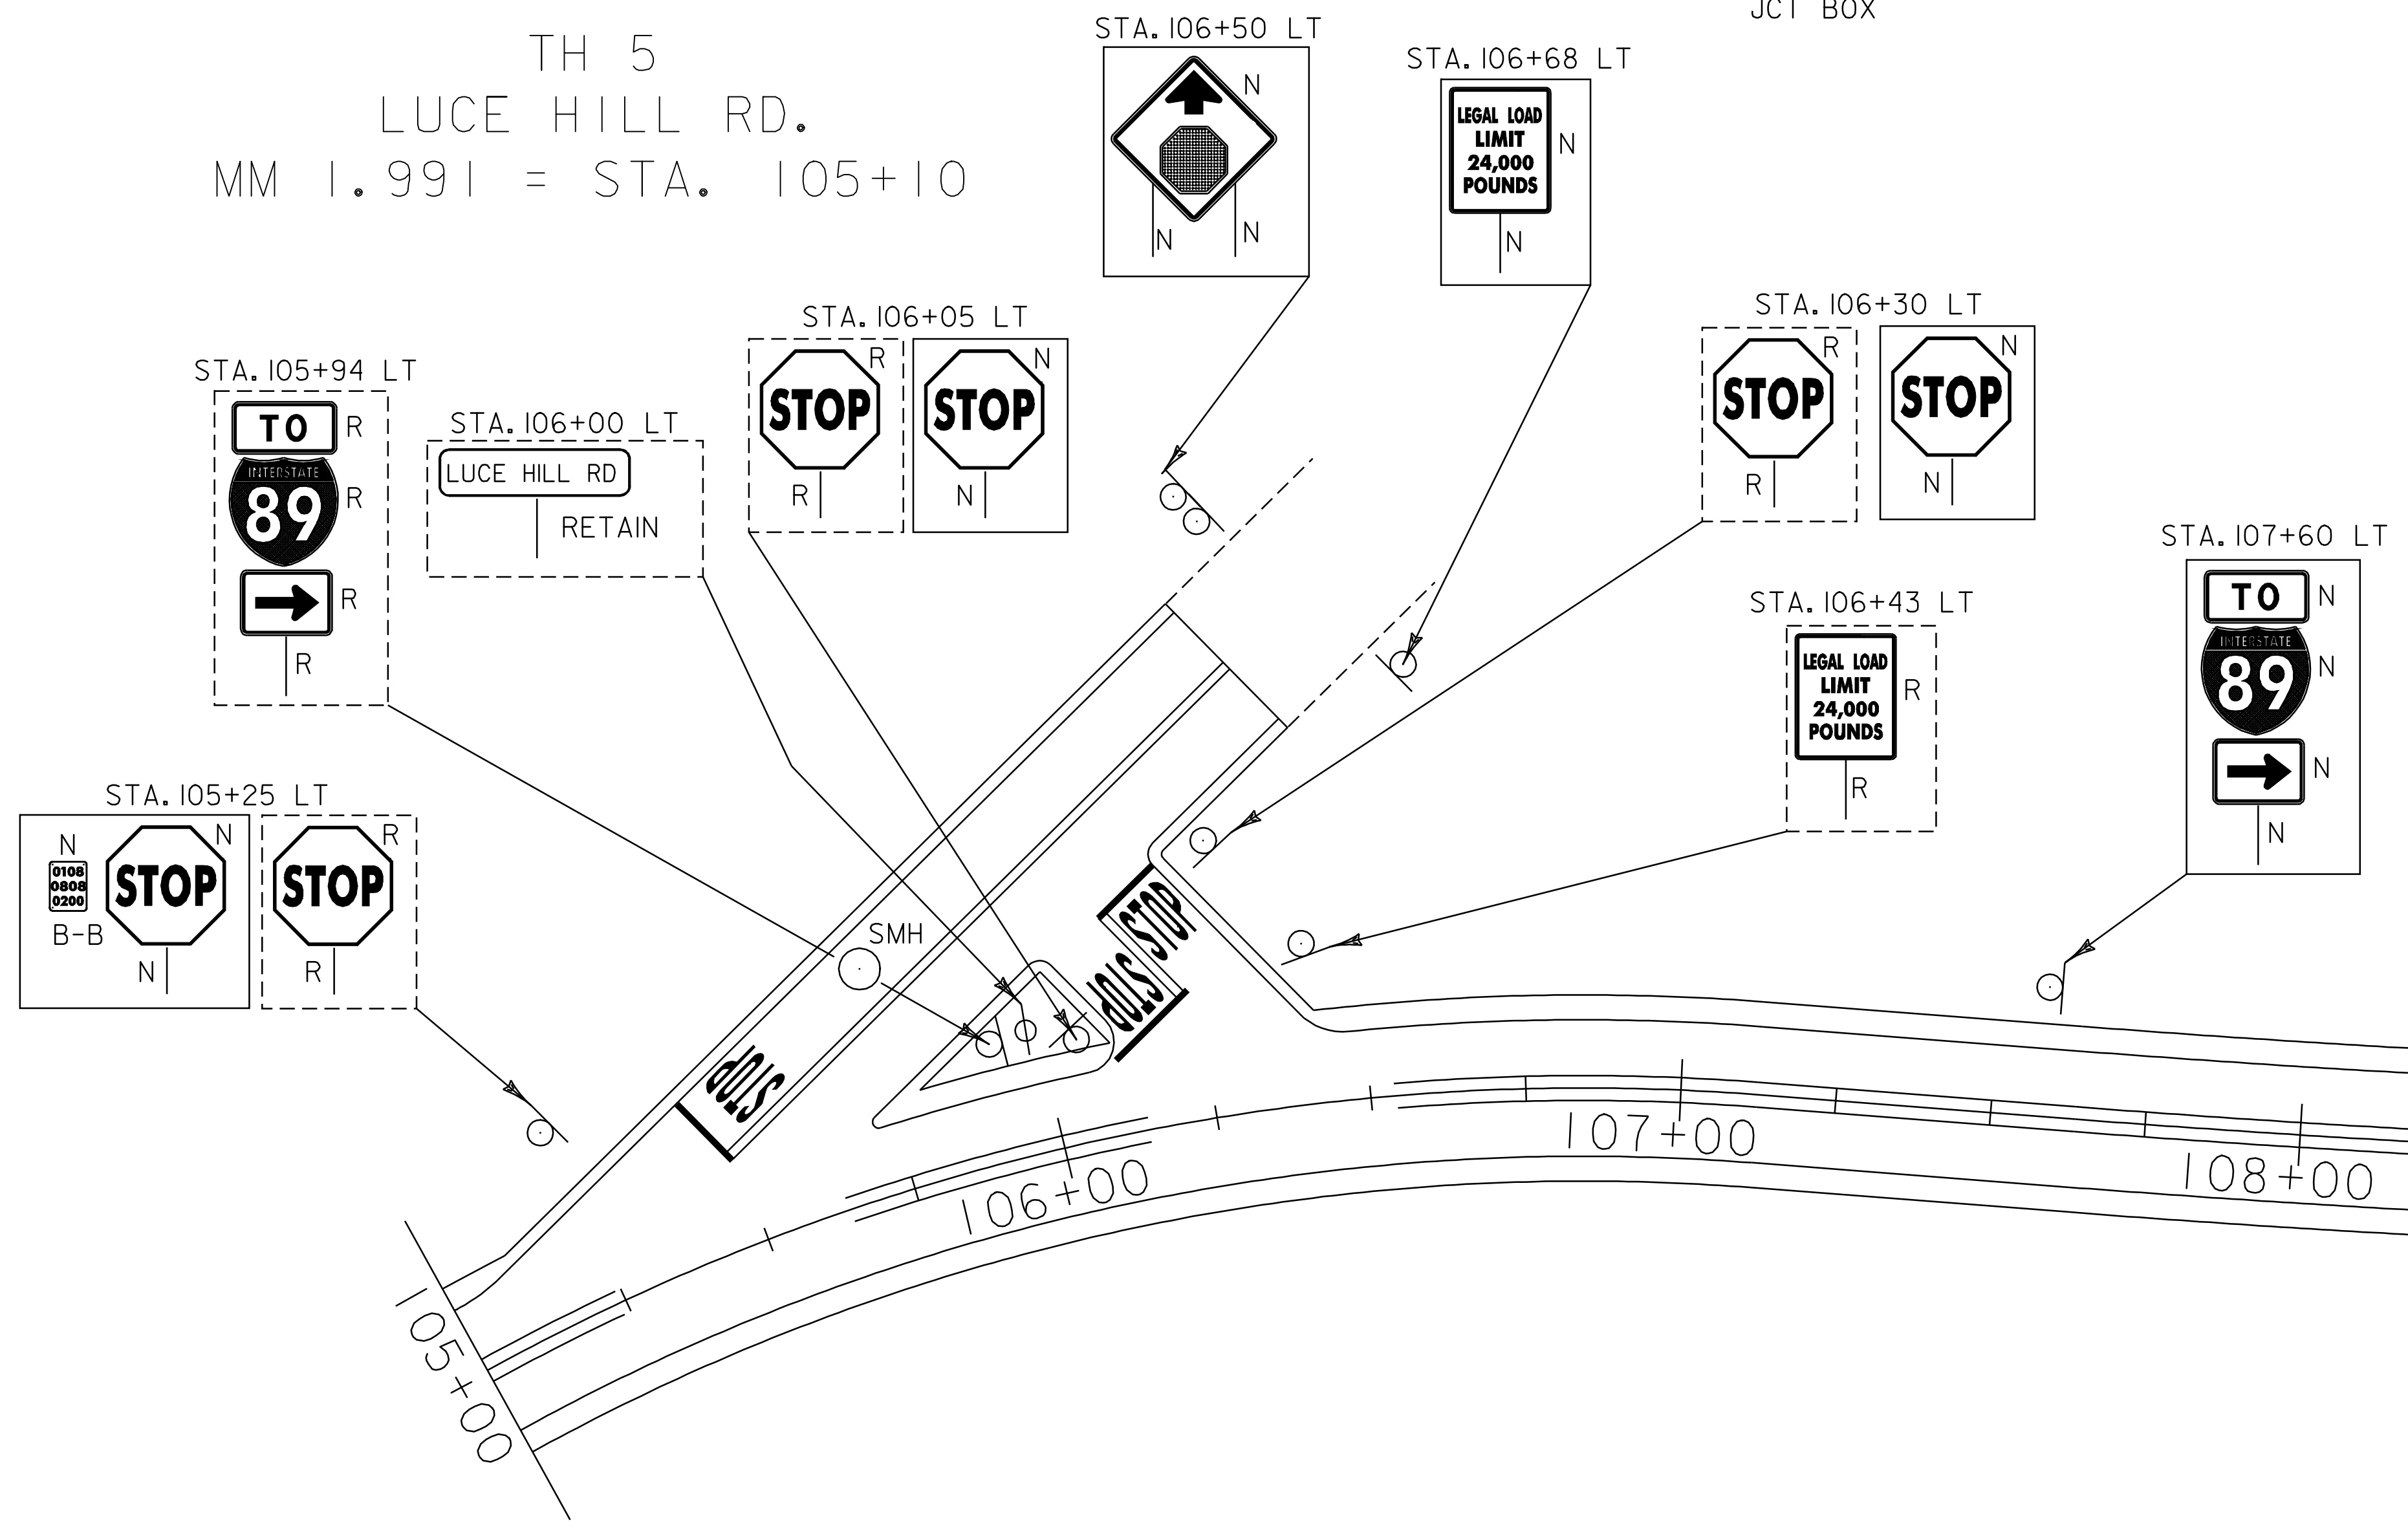 JCT BOX
TH 5
LUCE HILL RD.
MM 1.991 = STA. 105+10
STA.106+50 LT
N
N
N
STA.106+68 LT
LEGAL LOAD
LIMIT
24,000
POUNDS
N
N
STA.106+05 LT
STOP
R
R
STOP
N
N
STA.106+30 LT
STOP
R
R
STOP
N
N
STA.105+94 LT
TO
R
INTERSTATE
89
R
R
R
STA.106+00 LT
LUCE HILL RD
RETAIN
STA.107+60 LT
TO
N
INTERSTATE
89
N
N
N
STA.106+43 LT
LEGAL LOAD
LIMIT
24,000
POUNDS
R
R
STA.105+25 LT
N
0108
0808
0200
B-B
STOP
N
N
STOP
R
R
SMH
STOP
STOP
STOP
105+00
106+00
107+00
108+00